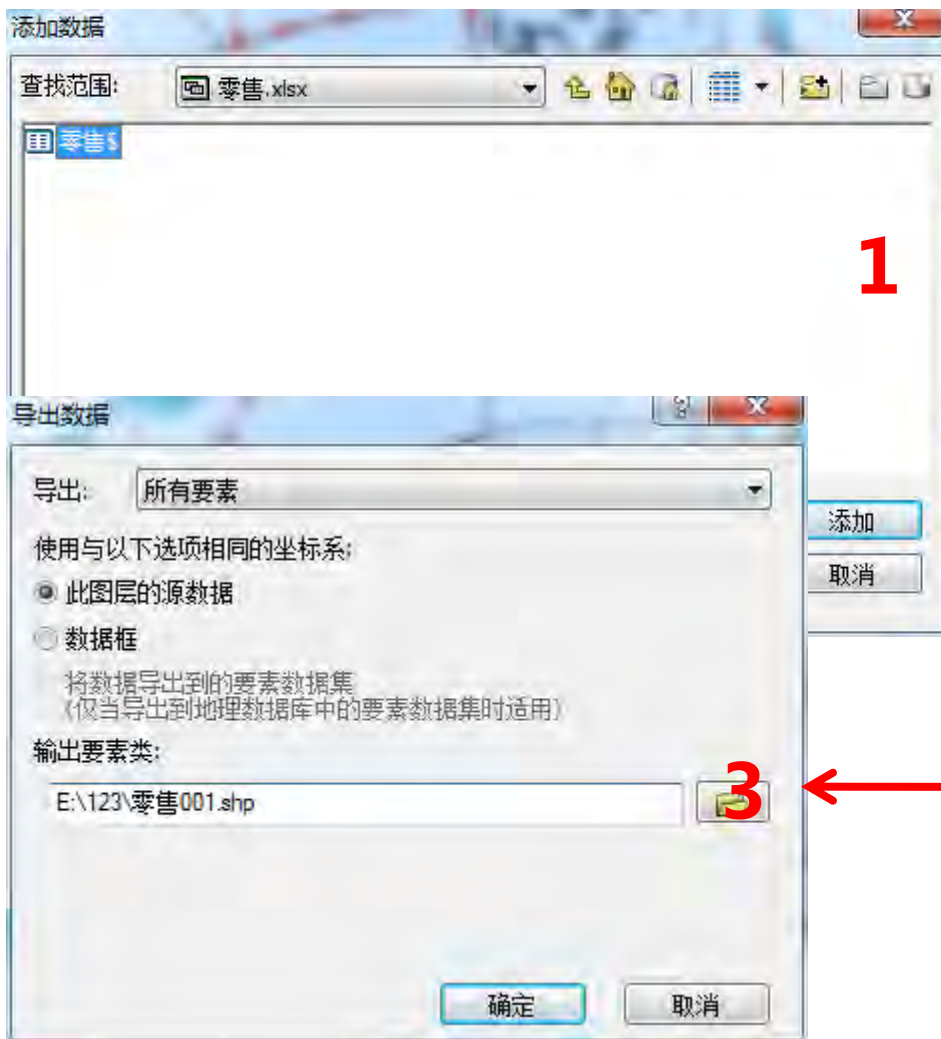 添加数据
查找范围: 零售.xlsx
零售$
1
添加
取消
导出数据
导出: 所有要素
使用与以下选项相同的坐标系:
此图层的源数据
数据框
将数据导出到的要素数据集
(仅当导出到地理数据库中的要素数据集时适用)
输出要素类:
E:\123\零售001.shp
3
确定 取消